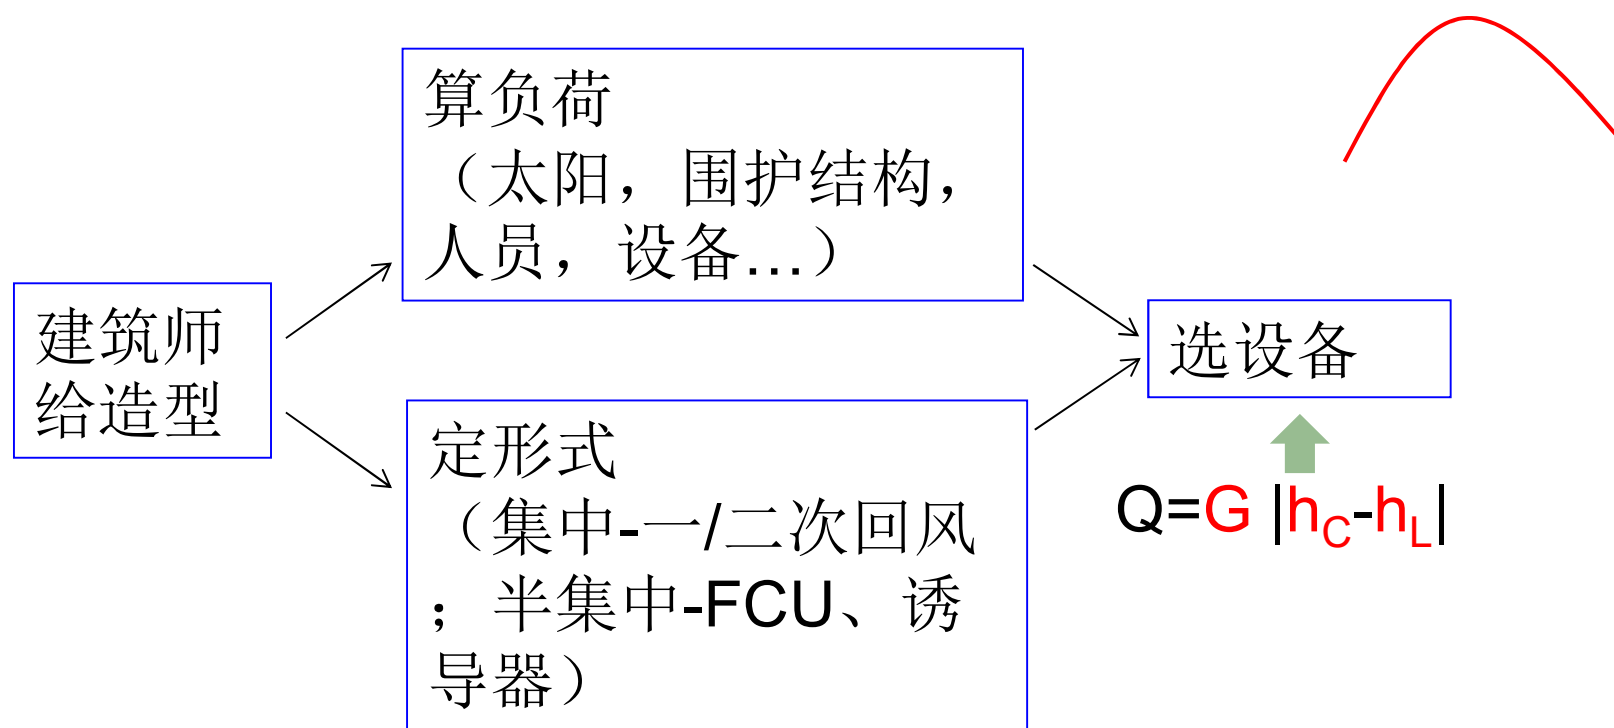 建筑师
给造型
算负荷
（太阳，围护结构，
人员，设备…）
定形式
（集中-一/二次回风
；半集中-FCU、诱
导器）
选设备
Q=G |hC-hL|